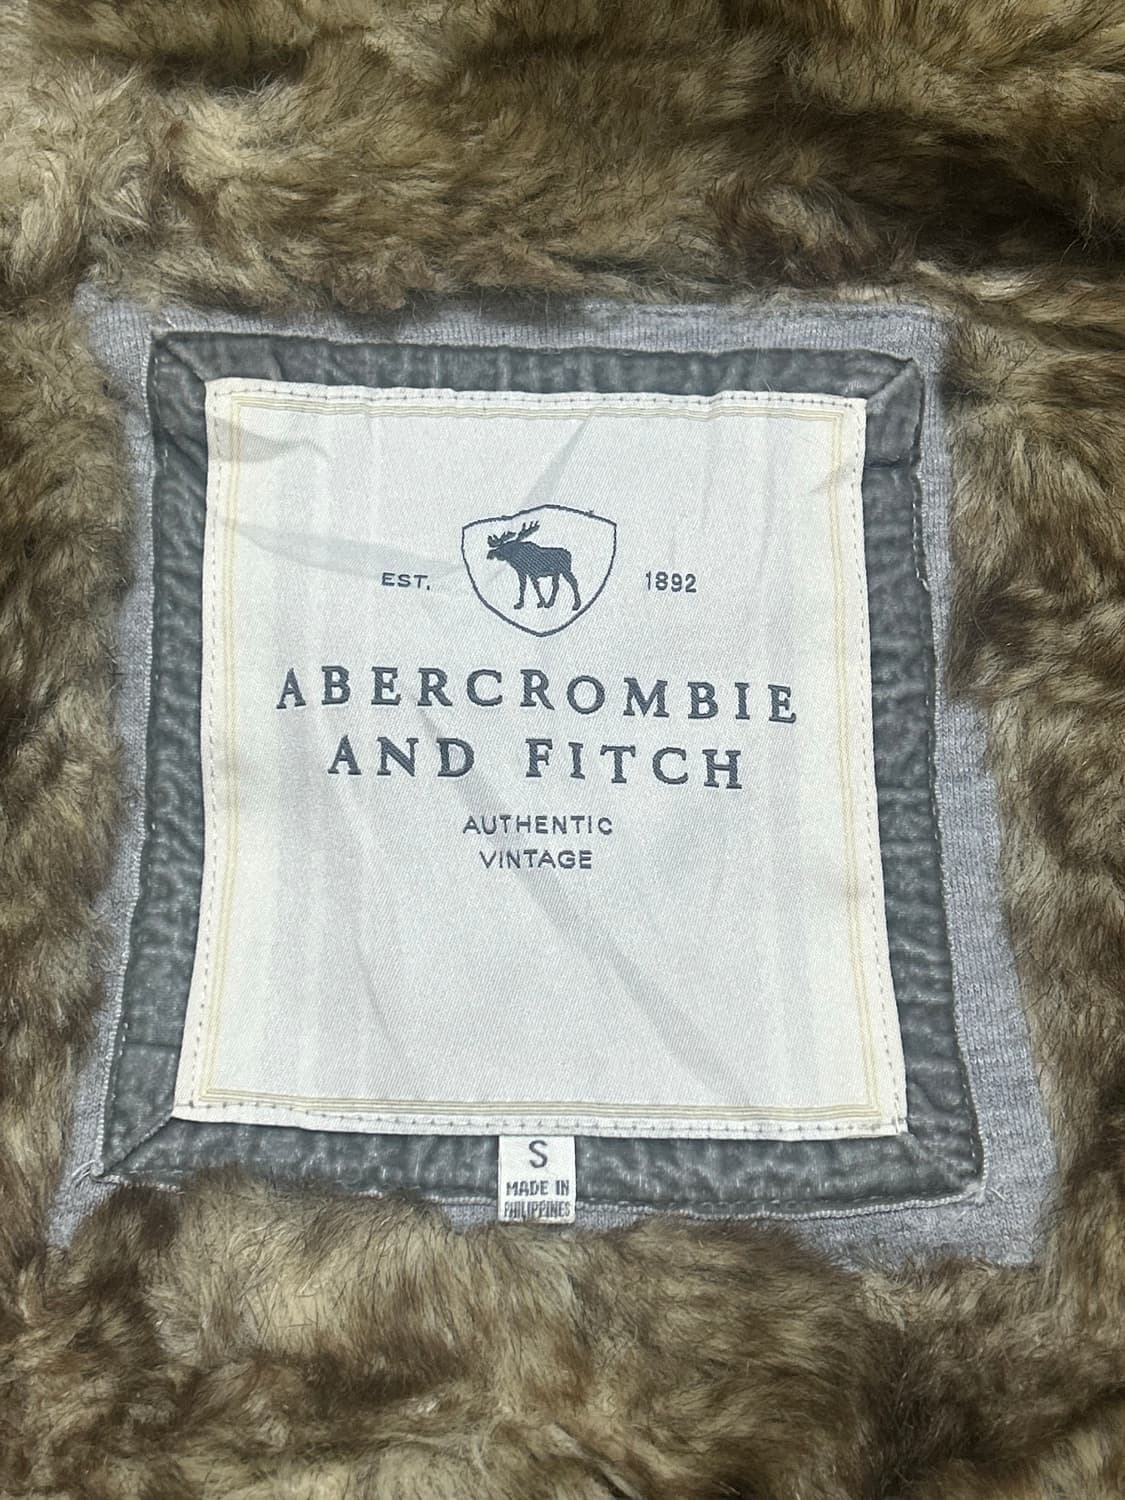 EST. 1892
ABERCROMBIE
AND FITCH
AUTHENTIC
VINTAGE
S
MADE IN
PHILIPPINES